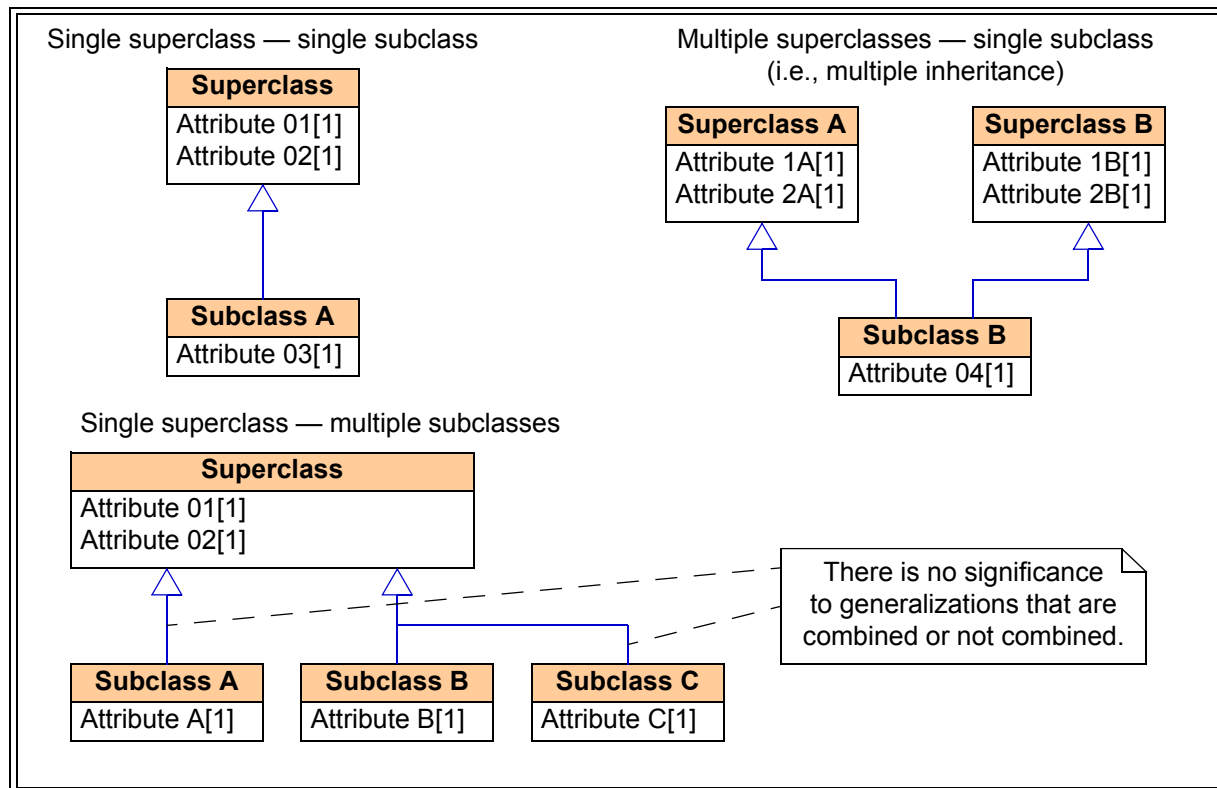 Single superclass — single subclass
Superclass
Attribute 01[1]
Attribute 02[1]
Subclass A
Attribute 03[1]
Multiple superclasses — single subclass
(i.e., multiple inheritance)
Superclass A
Attribute 1A[1]
Attribute 2A[1]
Superclass B
Attribute 1B[1]
Attribute 2B[1]
Subclass B
Attribute 04[1]
Single superclass — multiple subclasses
Superclass
Attribute 01[1]
Attribute 02[1]
There is no significance
to generalizations that are
combined or not combined.
Subclass A
Attribute A[1]
Subclass B
Attribute B[1]
Subclass C
Attribute C[1]